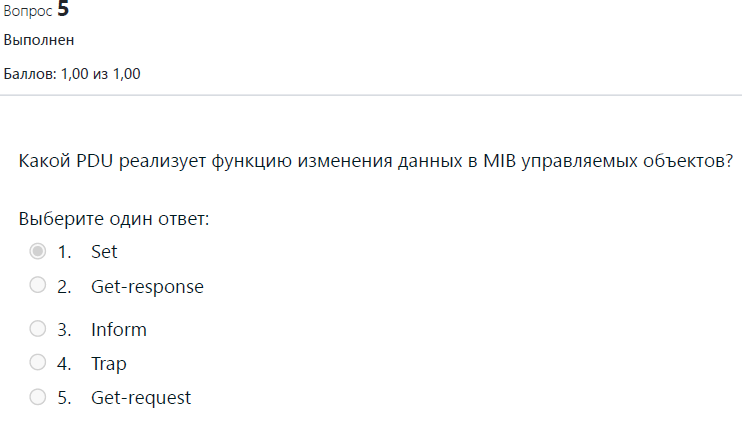 Вопрос 5
Выполнен
Баллов: 1,00 из 1,00
Какой PDU реализует функцию изменения данных в MIB управляемых объектов?
Выберите один ответ:
1. Set
2. Get-response
3. Inform
4. Trap
5. Get-request